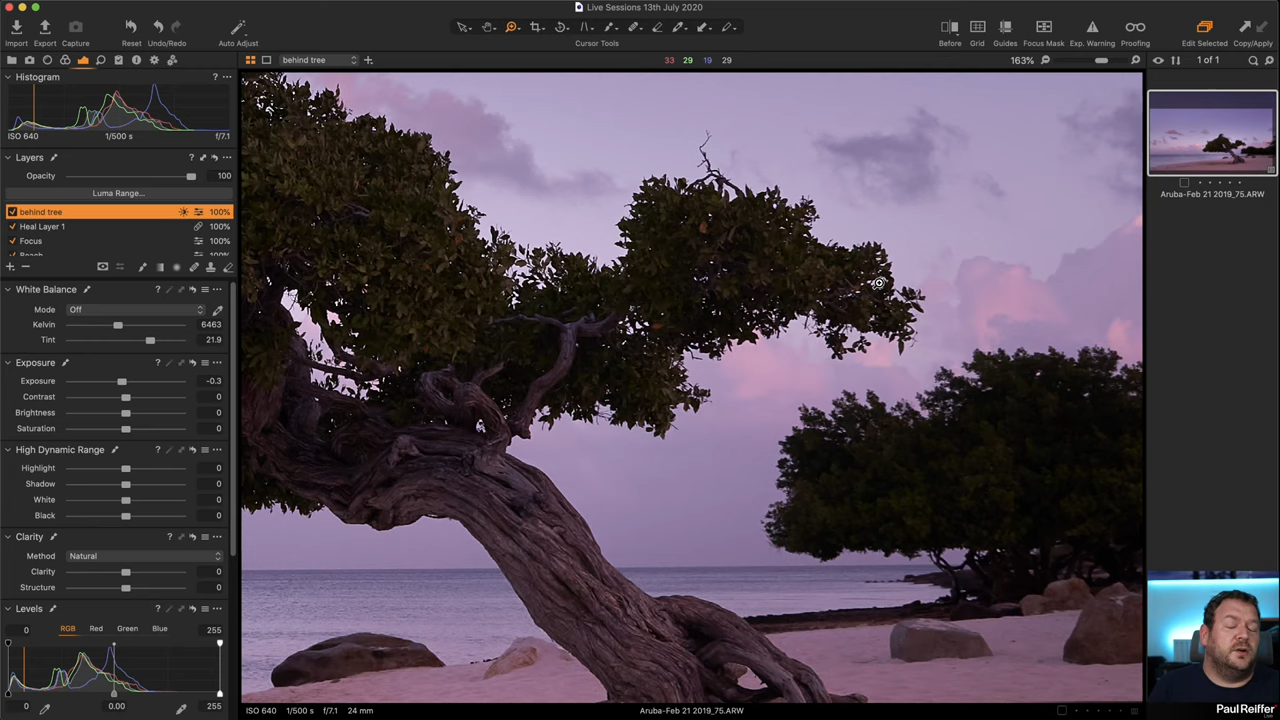 Live Sessions 13th July 2020
Import Export Capture Reset Undo/Redo Auto Adjust Cursor Tools Before Grid Guides Focus Mask Exp. Warning Proofing Edit Selected Copy/Apply
behind tree 33 29 19 29 163% 1 of 1
Histogram ? ...
ISO 640 1/500 s f/7.1
Layers ? ...
Opacity 100
Luma Range...
behind tree 100%
Heal Layer 1 100%
Focus 100%
White Balance ? ...
Mode Off
Kelvin 6463
Tint 21.9
Exposure ? ...
Exposure -0.3
Contrast 0
Brightness 0
Saturation 0
High Dynamic Range ? ...
Highlight 0
Shadow 0
White 0
Black 0
Clarity ? ...
Method Natural
Clarity 0
Structure 0
Levels ? ...
0 RGB Red Green Blue 255
0 0.00 255
ISO 640 1/500 s f/7.1 24 mm Aruba-Feb 21 2019_75.ARW
Aruba-Feb 21 2019_75.ARW
Paul Reiffer
Live